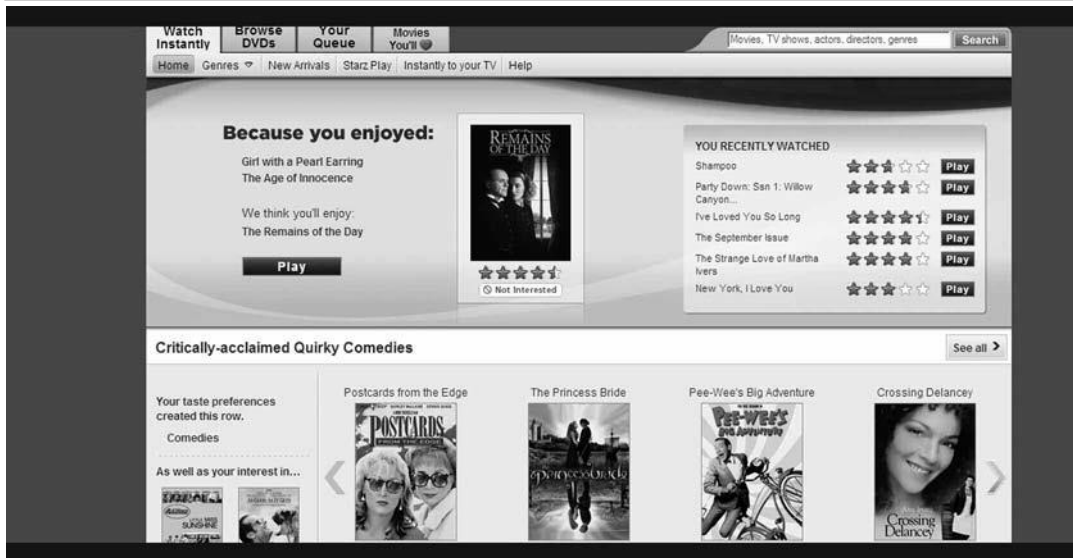 Watch Instantly
Browse DVDs
Your Queue
Movies You'll
Movies, TV shows, actors, directors, genres
Search
Home
Genres
New Arrivals
Starz Play
Instantly to your TV
Help
Because you enjoyed:
Girl with a Pearl Earring
The Age of Innocence
We think you'll enjoy:
The Remains of the Day
Play
REMAINS
OF THE DAY
Not Interested
YOU RECENTLY WATCHED
Shampoo
Play
Party Down: Ssn 1: Willow
Canyon...
Play
I've Loved You So Long
Play
The September Issue
Play
The Strange Love of Martha
Ivers
Play
New York, I Love You
Play
Critically-acclaimed Quirky Comedies
See all
Your taste preferences
created this row.
Comedies
As well as your interest in...
SUNSHINE
Postcards from the Edge
POSTCARDS
FROM THE EDGE
The Princess Bride
princess bride
Pee-Wee's Big Adventure
PEE-WEE'S
BIG ADVENTURE
Crossing Delancey
Crossing
Delancey